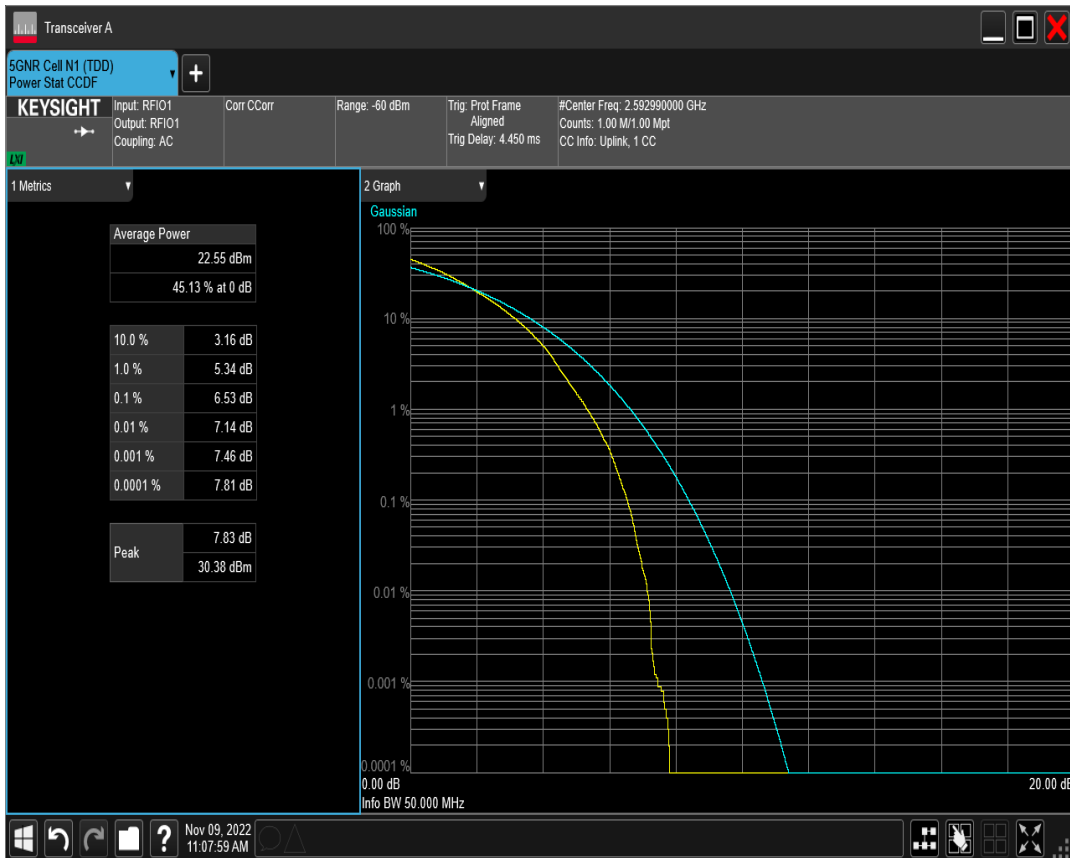 Transceiver A
5GNR Cell N1 (TDD)
Power Stat CCDF
+
KEYSIGHT
LXI
Input: RFIO1
Output: RFIO1
Coupling: AC
Corr CCorr
Range: -60 dBm
Trig: Prot Frame
Aligned
Trig Delay: 4.450 ms
#Center Freq: 2.592990000 GHz
Counts: 1.00 M/1.00 Mpt
CC Info: Uplink, 1 CC
1 Metrics
Average Power
22.55 dBm
45.13 % at 0 dB
10.0 % 3.16 dB
1.0 % 5.34 dB
0.1 % 6.53 dB
0.01 % 7.14 dB
0.001 % 7.46 dB
0.0001 % 7.81 dB
Peak 7.83 dB
30.38 dBm
2 Graph
Gaussian
100 %
10 %
1 %
0.1 %
0.01 %
0.001 %
0.0001 %
0.00 dB 20.00 dB
Info BW 50.000 MHz
?
Nov 09, 2022
11:07:59 AM